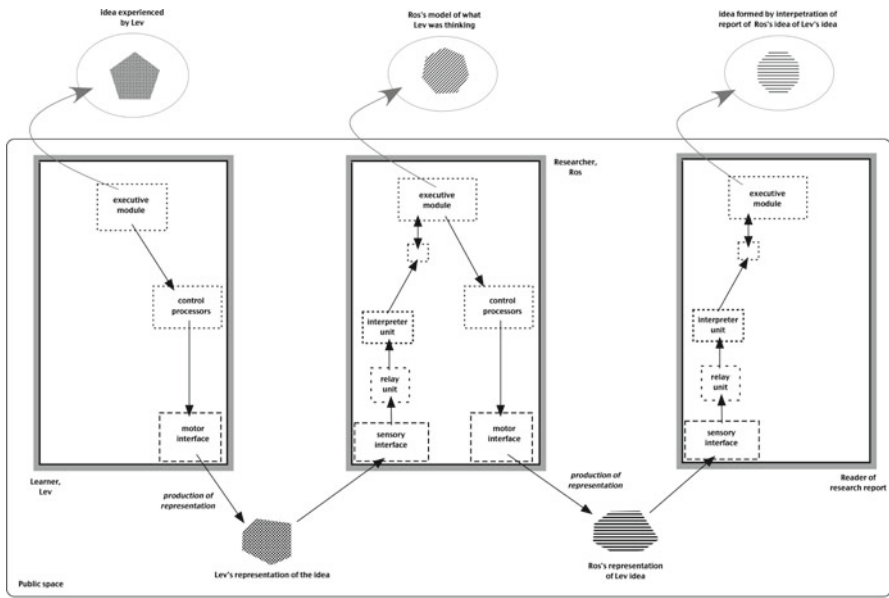 idea experienced
by Lev
Ros's model of what
Lev was thinking
idea formed by interpetration of
report of Ros's idea of Lev's idea
executive
module
control
processors
motor
interface
Learner,
Lev
production of
representation
Lev's representation of the idea
Researcher,
Ros
executive
module
interpreter
unit
relay
unit
sensory
interface
control
processors
motor
interface
production of
representation
Ros's representation
of Lev idea
executive
module
interpreter
unit
relay
unit
sensory
interface
Reader of
research report
Public space